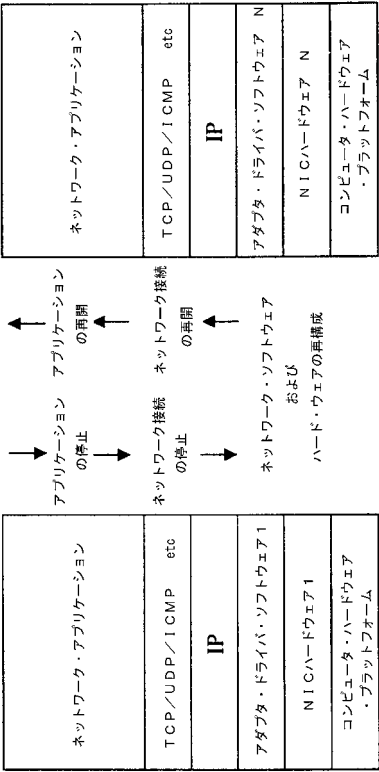 ネットワーク・アプリケーション
TCP/UDP/ICMP etc
IP
アダプタ・ドライバ・ソフトウェア1
NICハードウェア1
コンピュータ・ハードウェア
・プラットフォーム
アプリケーション
の停止
ネットワーク接続
の停止
アプリケーション
の再開
ネットワーク接続
の再開
ネットワーク・ソフトウェア
および
ハード・ウェアの再構成
ネットワーク・アプリケーション
TCP/UDP/ICMP etc
IP
アダプタ・ドライバ・ソフトウェア N
NICハードウェア N
コンピュータ・ハードウェア
・プラットフォーム